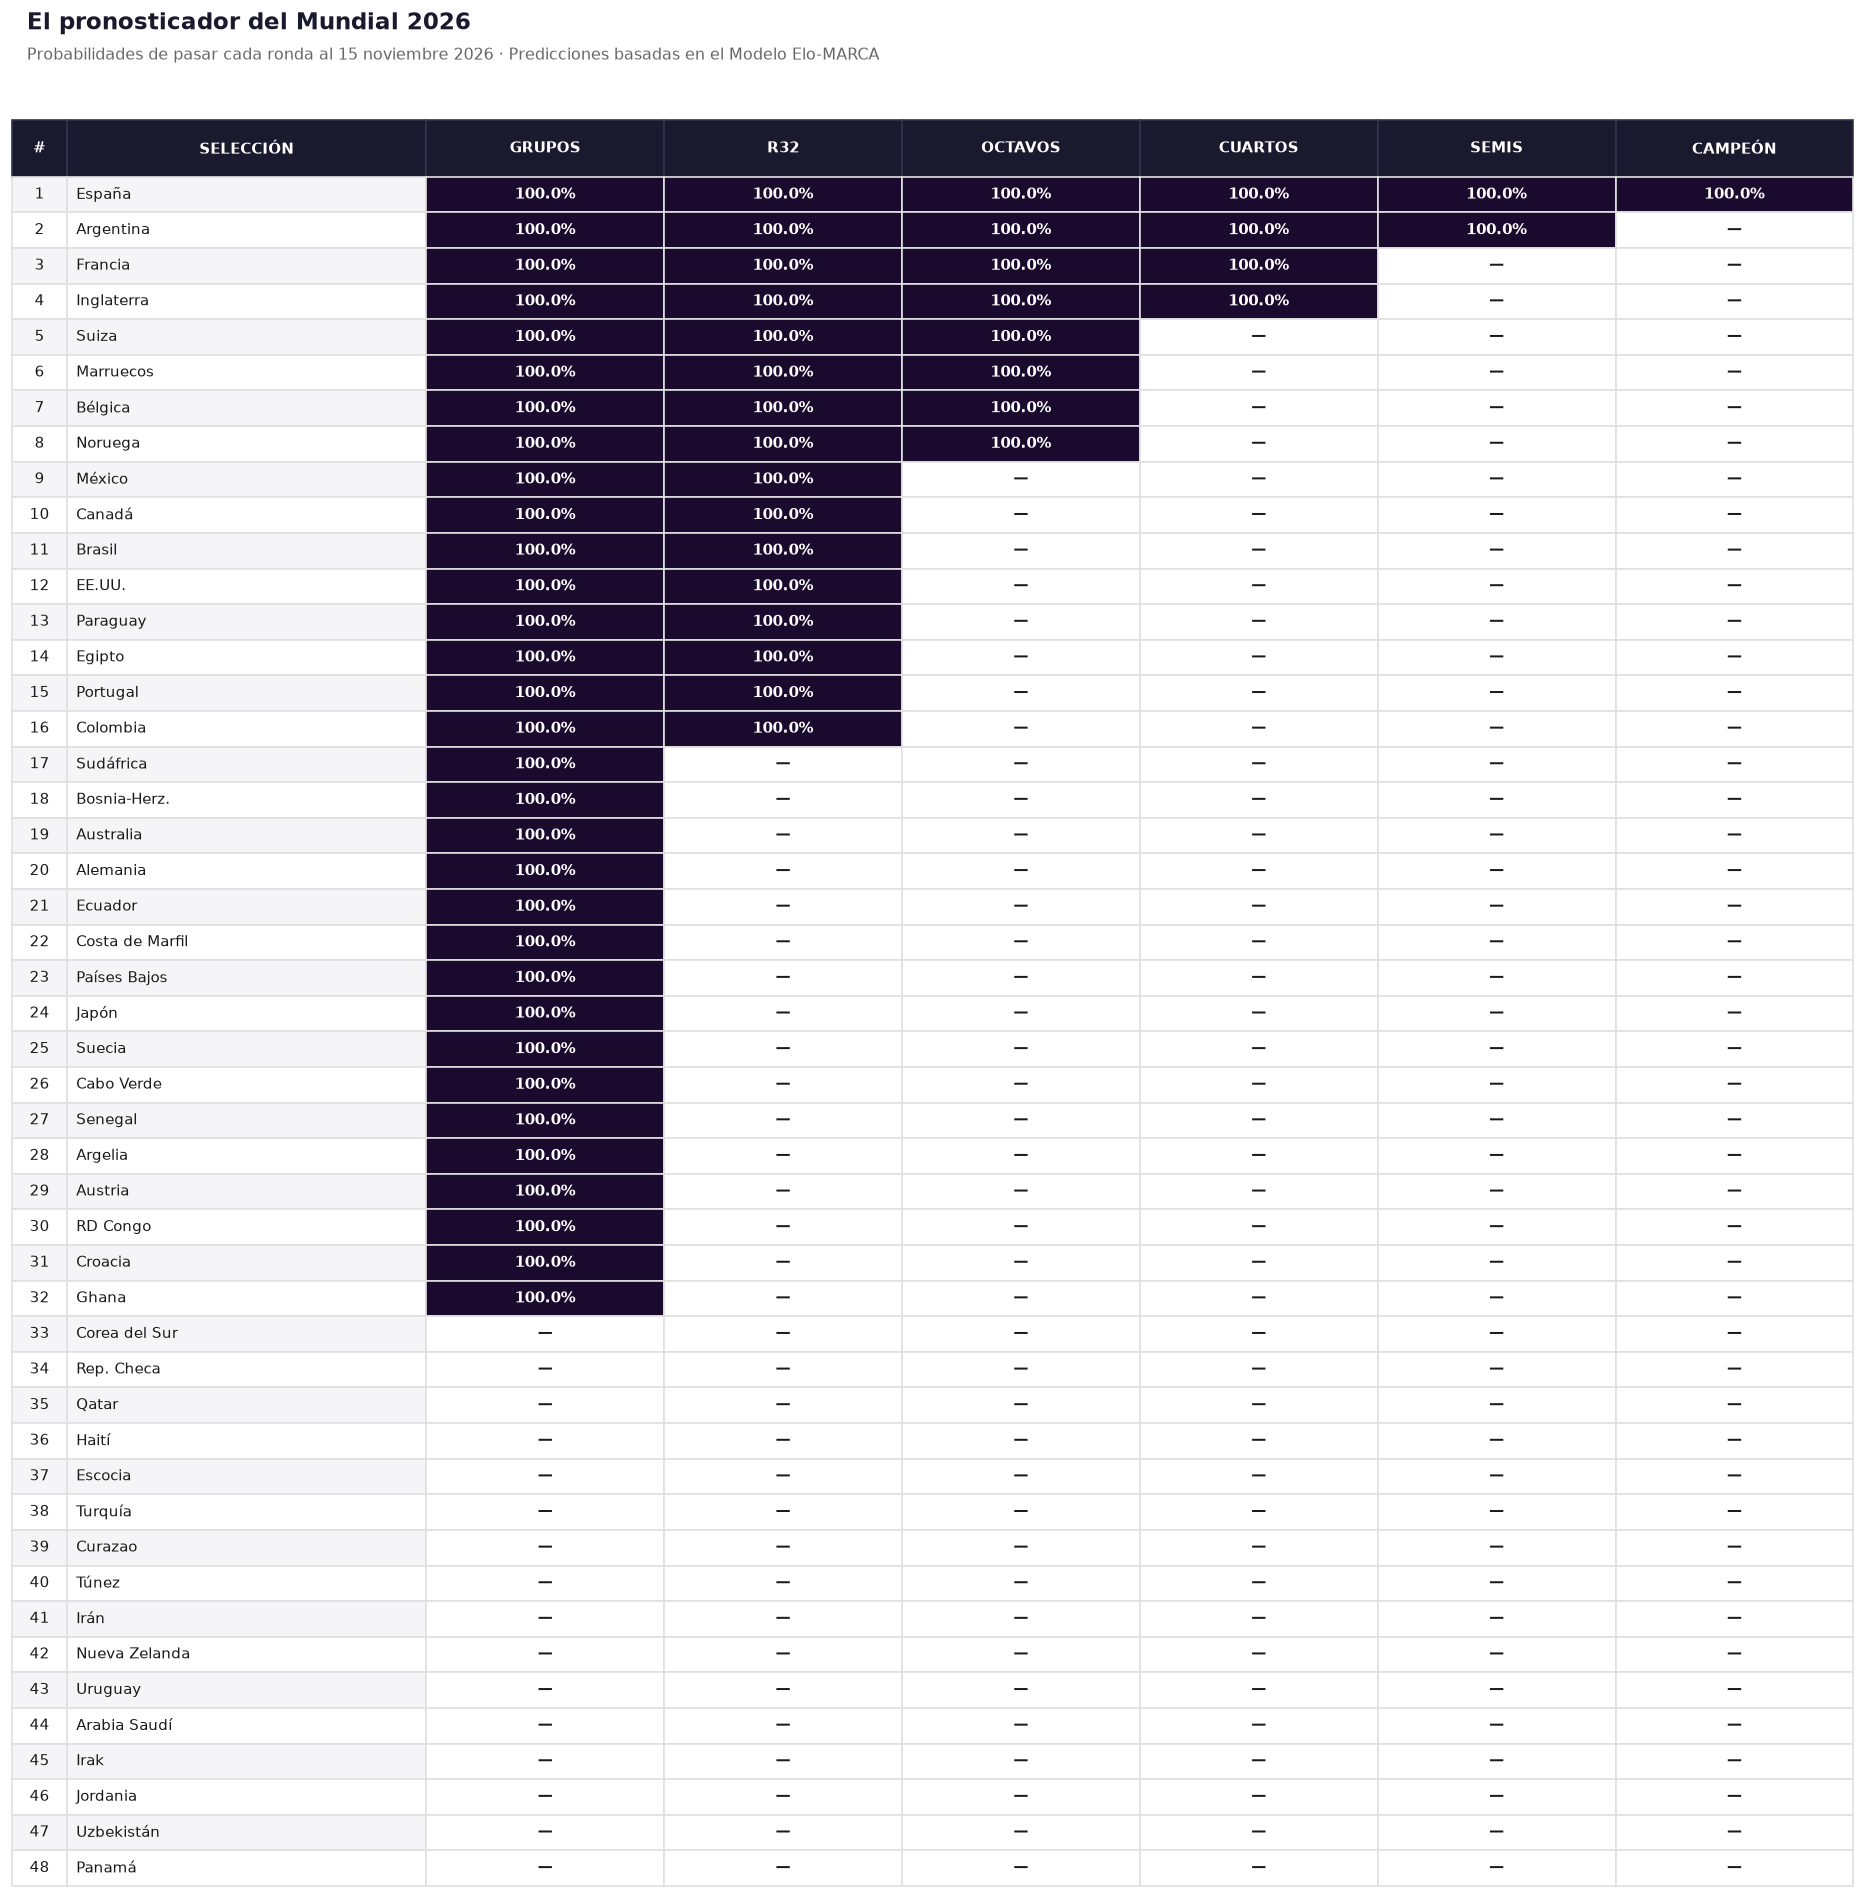 El pronosticador del Mundial 2026
Probabilidades de pasar cada ronda al 15 noviembre 2026 · Predicciones basadas en el Modelo Elo-MARCA
# SELECCIÓN GRUPOS R32 OCTAVOS CUARTOS SEMIS CAMPEÓN
1 España 100.0% 100.0% 100.0% 100.0% 100.0% 100.0%
2 Argentina 100.0% 100.0% 100.0% 100.0% 100.0% —
3 Francia 100.0% 100.0% 100.0% 100.0% — —
4 Inglaterra 100.0% 100.0% 100.0% 100.0% — —
5 Suiza 100.0% 100.0% 100.0% — — —
6 Marruecos 100.0% 100.0% 100.0% — — —
7 Bélgica 100.0% 100.0% 100.0% — — —
8 Noruega 100.0% 100.0% 100.0% — — —
9 México 100.0% 100.0% — — — —
10 Canadá 100.0% 100.0% — — — —
11 Brasil 100.0% 100.0% — — — —
12 EE.UU. 100.0% 100.0% — — — —
13 Paraguay 100.0% 100.0% — — — —
14 Egipto 100.0% 100.0% — — — —
15 Portugal 100.0% 100.0% — — — —
16 Colombia 100.0% 100.0% — — — —
17 Sudáfrica 100.0% — — — — —
18 Bosnia-Herz. 100.0% — — — — —
19 Australia 100.0% — — — — —
20 Alemania 100.0% — — — — —
21 Ecuador 100.0% — — — — —
22 Costa de Marfil 100.0% — — — — —
23 Países Bajos 100.0% — — — — —
24 Japón 100.0% — — — — —
25 Suecia 100.0% — — — — —
26 Cabo Verde 100.0% — — — — —
27 Senegal 100.0% — — — — —
28 Argelia 100.0% — — — — —
29 Austria 100.0% — — — — —
30 RD Congo 100.0% — — — — —
31 Croacia 100.0% — — — — —
32 Ghana 100.0% — — — — —
33 Corea del Sur — — — — — —
34 Rep. Checa — — — — — —
35 Qatar — — — — — —
36 Haití — — — — — —
37 Escocia — — — — — —
38 Turquía — — — — — —
39 Curazao — — — — — —
40 Túnez — — — — — —
41 Irán — — — — — —
42 Nueva Zelanda — — — — — —
43 Uruguay — — — — — —
44 Arabia Saudí — — — — — —
45 Irak — — — — — —
46 Jordania — — — — — —
47 Uzbekistán — — — — — —
48 Panamá — — — — — —